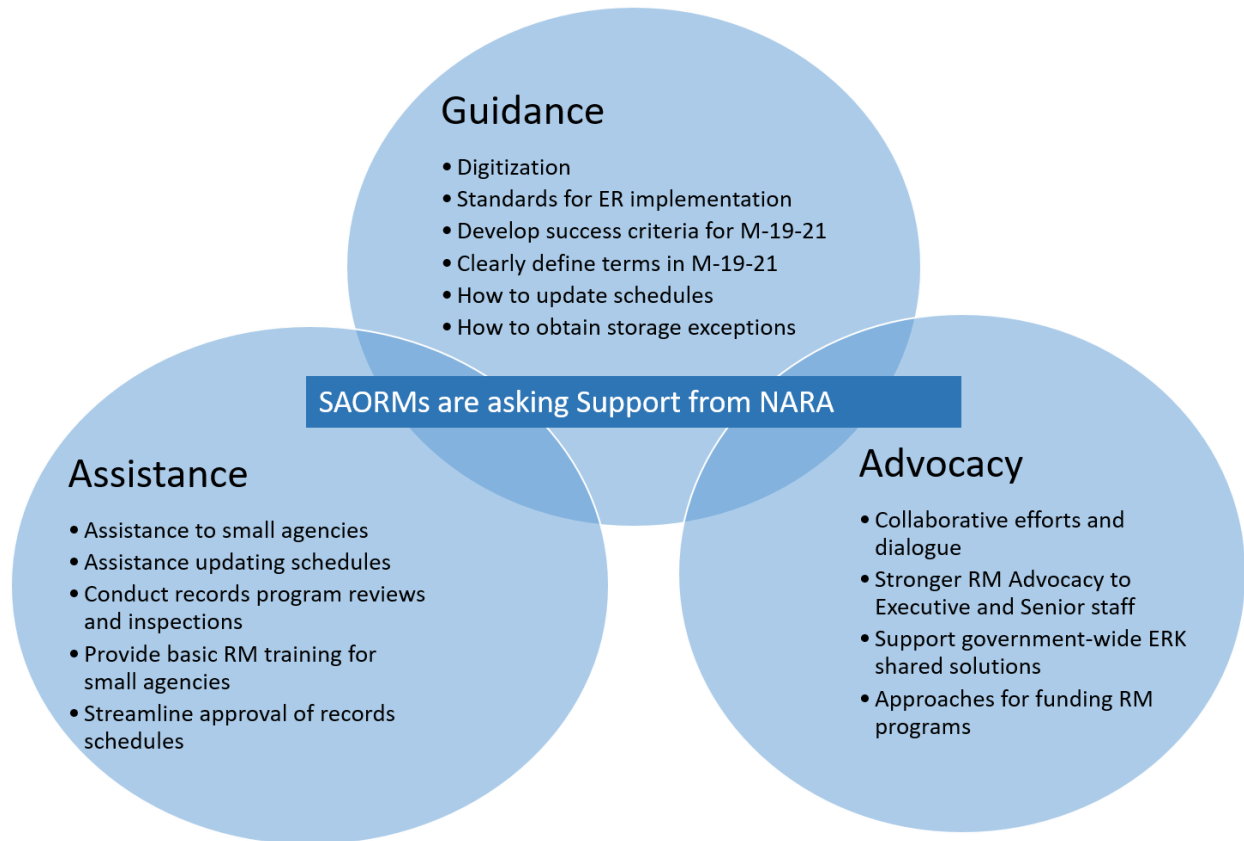 Guidance
• Digitization
• Standards for ER implementation
• Develop success criteria for M-19-21
• Clearly define terms in M-19-21
• How to update schedules
• How to obtain storage exceptions
SAORMs are asking Support from NARA
Assistance
• Assistance to small agencies
• Assistance updating schedules
• Conduct records program reviews
and inspections
• Provide basic RM training for
small agencies
• Streamline approval of records
schedules
Advocacy
• Collaborative efforts and
dialogue
• Stronger RM Advocacy to
Executive and Senior staff
• Support government-wide ERK
shared solutions
• Approaches for funding RM
programs